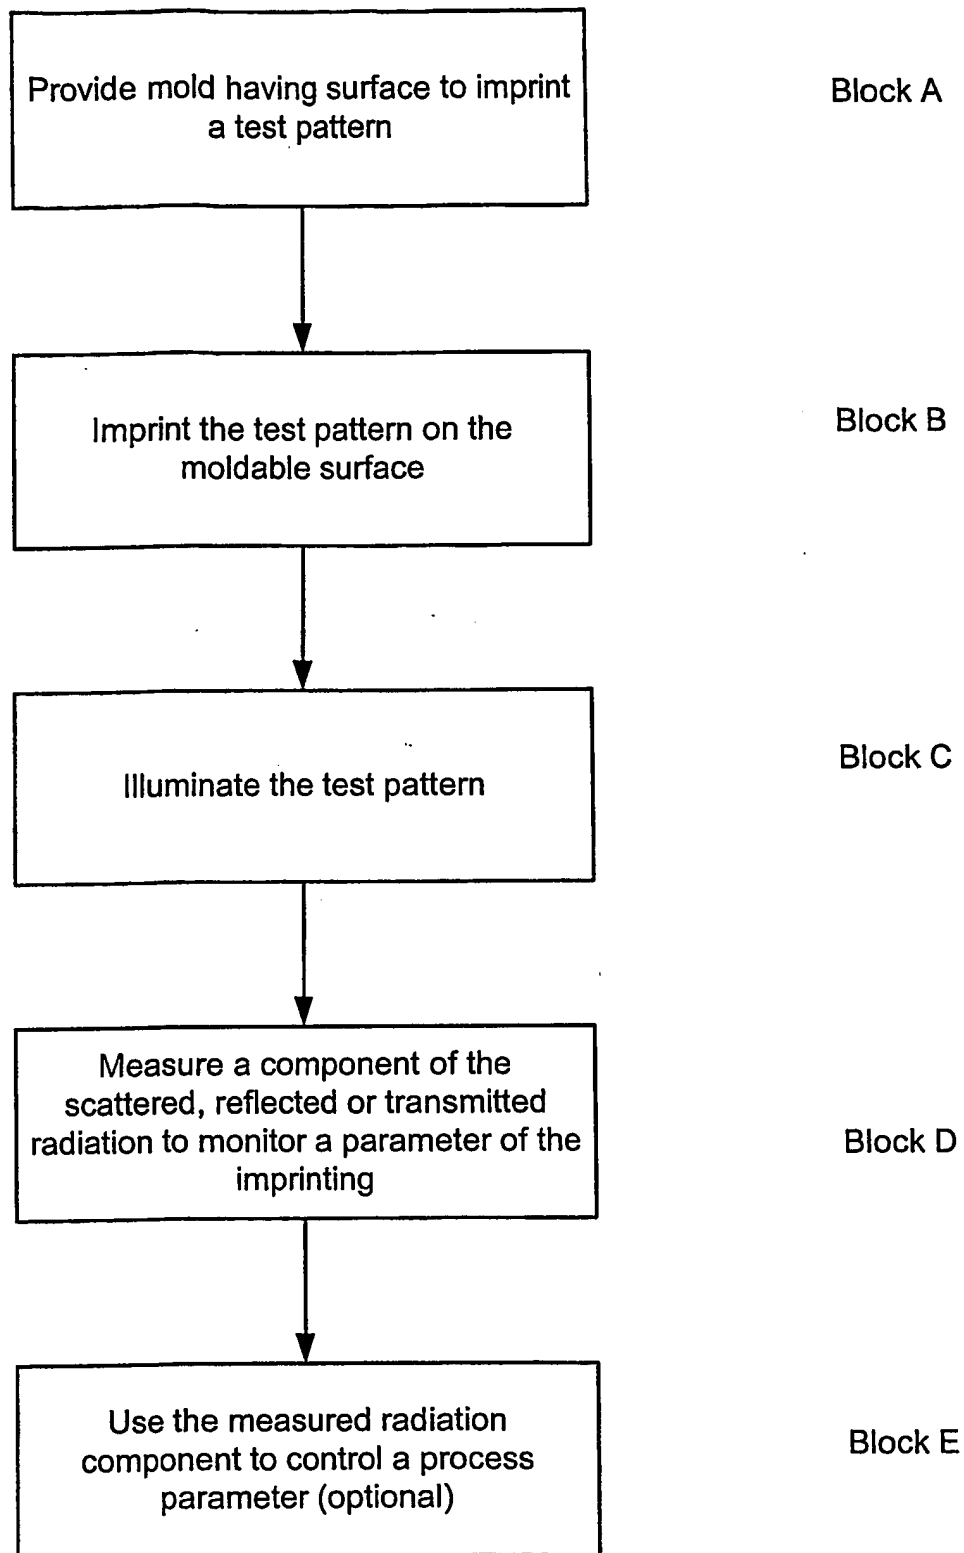 Provide mold having surface to imprint
a test pattern
Block A
Imprint the test pattern on the
moldable surface
Block B
Illuminate the test pattern
Block C
Measure a component of the
scattered, reflected or transmitted
radiation to monitor a parameter of the
imprinting
Block D
Use the measured radiation
component to control a process
parameter (optional)
Block E